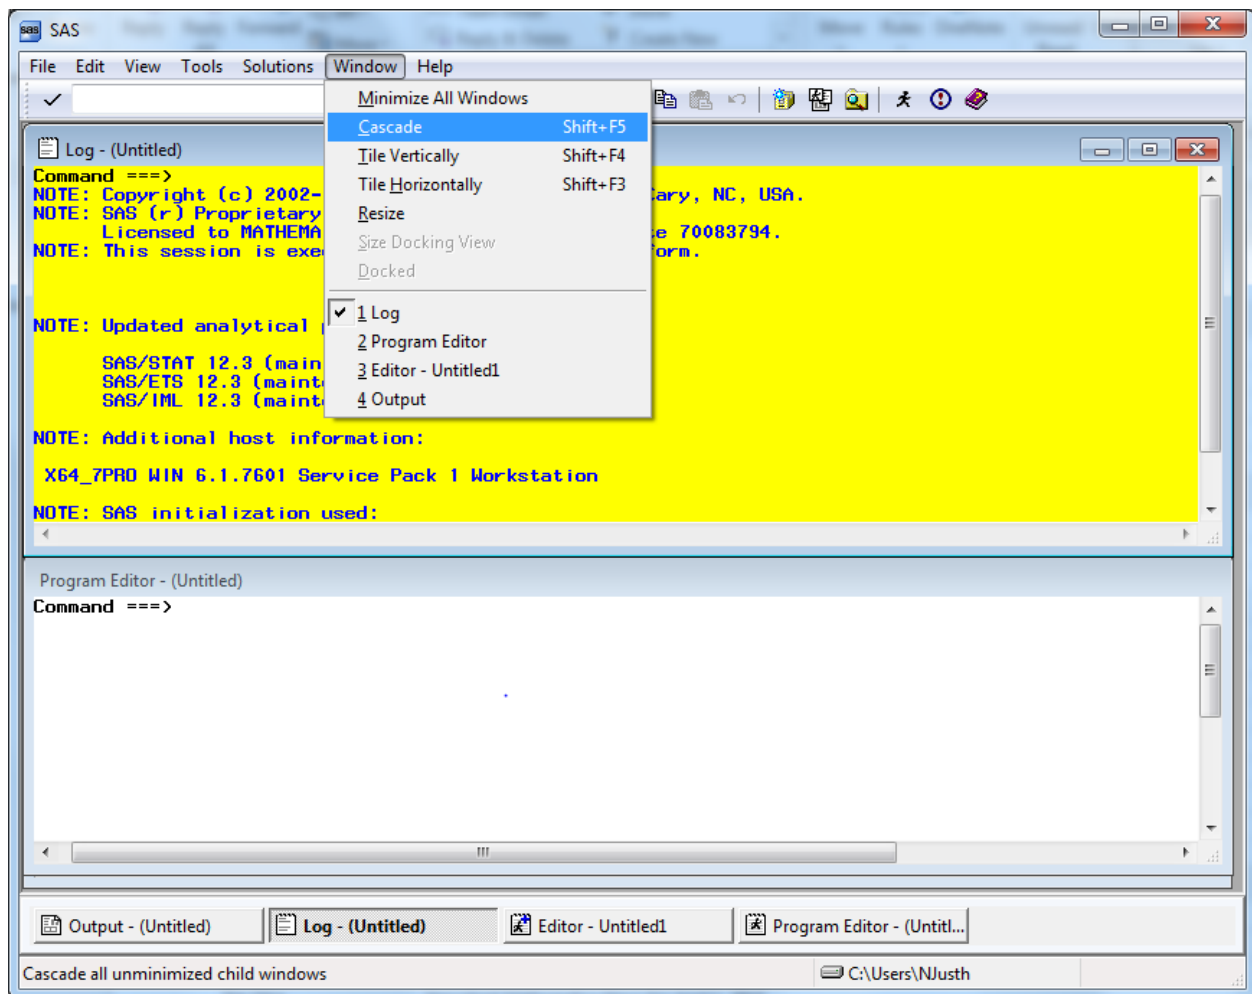 SAS
File Edit View Tools Solutions Window Help
Minimize All Windows
Cascade Shift+F5
Tile Vertically Shift+F4
Tile Horizontally Shift+F3
Resize
Size Docking View
Docked
1 Log
2 Program Editor
3 Editor - Untitled1
4 Output
Log - (Untitled)
Command ===>
NOTE: Copyright (c) 2002- ary, NC, USA.
NOTE: SAS (r) Proprietary
Licensed to MATHEMA e 70083794.
NOTE: This session is exe orm.
NOTE: Updated analytical
SAS/STAT 12.3 (main
SAS/ETS 12.3 (maint
SAS/IML 12.3 (maint
NOTE: Additional host information:
X64_7PRO WIN 6.1.7601 Service Pack 1 Workstation
NOTE: SAS initialization used:
Program Editor - (Untitled)
Command ===>
Output - (Untitled) Log - (Untitled) Editor - Untitled1 Program Editor - (Untitl...
Cascade all unminimized child windows C:\Users\NJusth